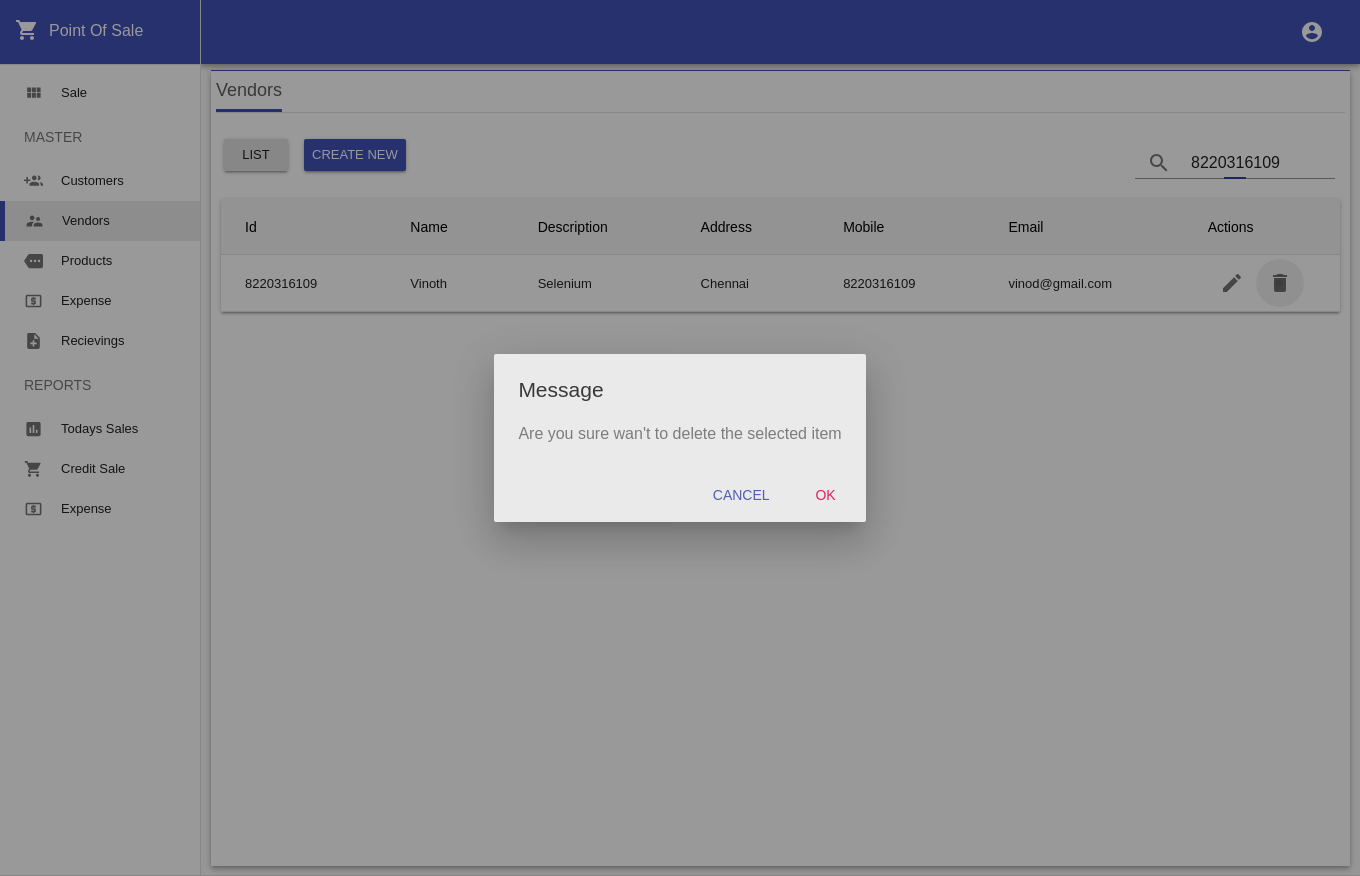 Point Of Sale
Sale
MASTER
Customers
Vendors
Products
Expense
Recievings
REPORTS
Todays Sales
Credit Sale
Expense
Vendors
LIST
CREATE NEW
8220316109
Id Name Description Address Mobile Email Actions
8220316109 Vinoth Selenium Chennai 8220316109 vinod@gmail.com
Message
Are you sure wan't to delete the selected item
CANCEL OK